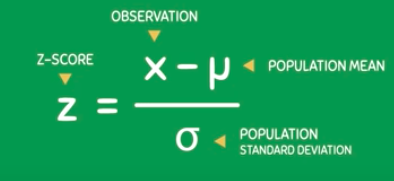 OBSERVATION
Z-SCORE
x − μ
POPULATION MEAN
z =
σ
POPULATION
STANDARD DEVIATION